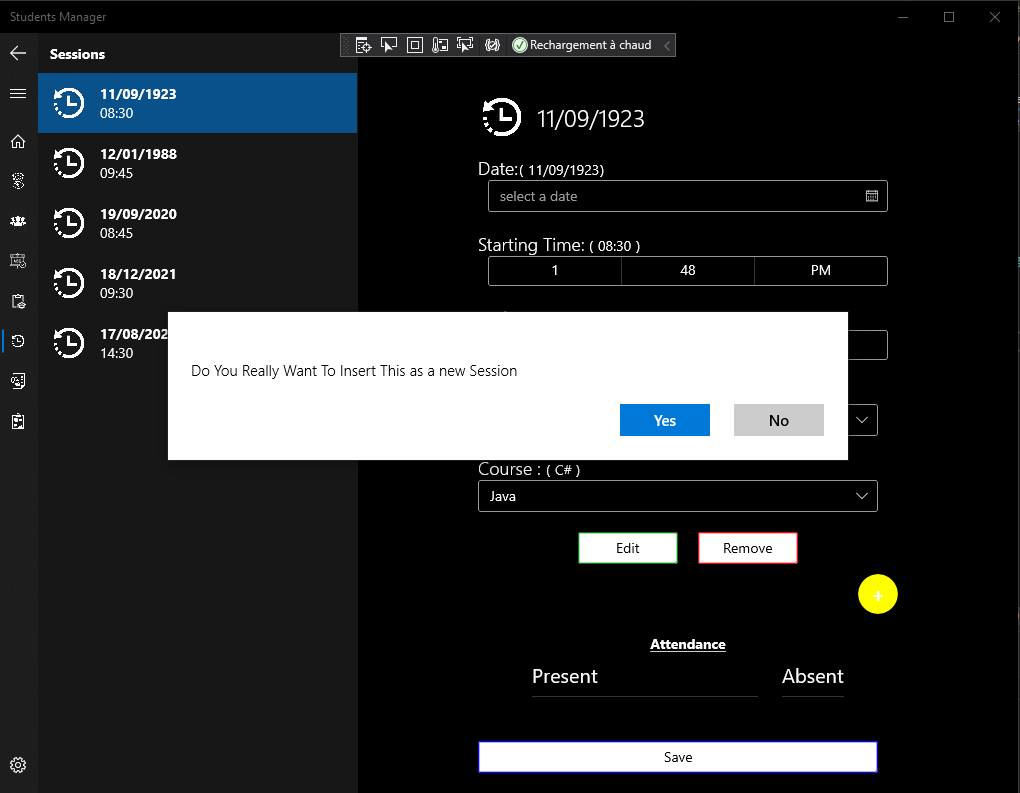 Students Manager
Sessions
Rechargement à chaud
11/09/1923
08:30
12/01/1988
09:45
19/09/2020
08:45
18/12/2021
09:30
17/08/202
14:30
11/09/1923
Date:( 11/09/1923)
select a date
Starting Time: ( 08:30 )
1 48 PM
Do You Really Want To Insert This as a new Session
Yes No
Course : ( C# )
Java
Edit Remove
+
Attendance
Present Absent
Save